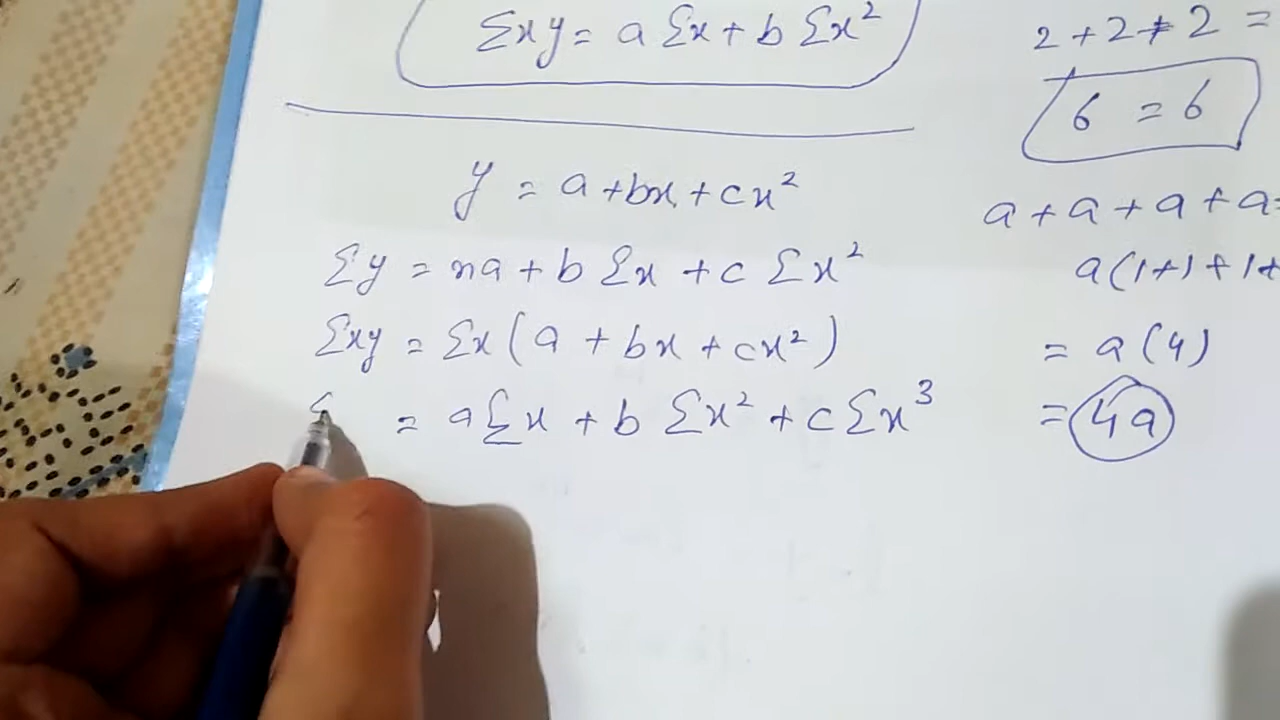 Σxy = a Σx + b Σx²
y = a + bx + cx²
Σy = na + b Σx + c Σx²
Σxy = Σx (a + bx + cx²)
Σ = a Σx + b Σx² + c Σx³
2 + 2 + 2 =
6 = 6
a + a + a + a =
a (1 + 1 + 1 +
= a (4)
= 4a